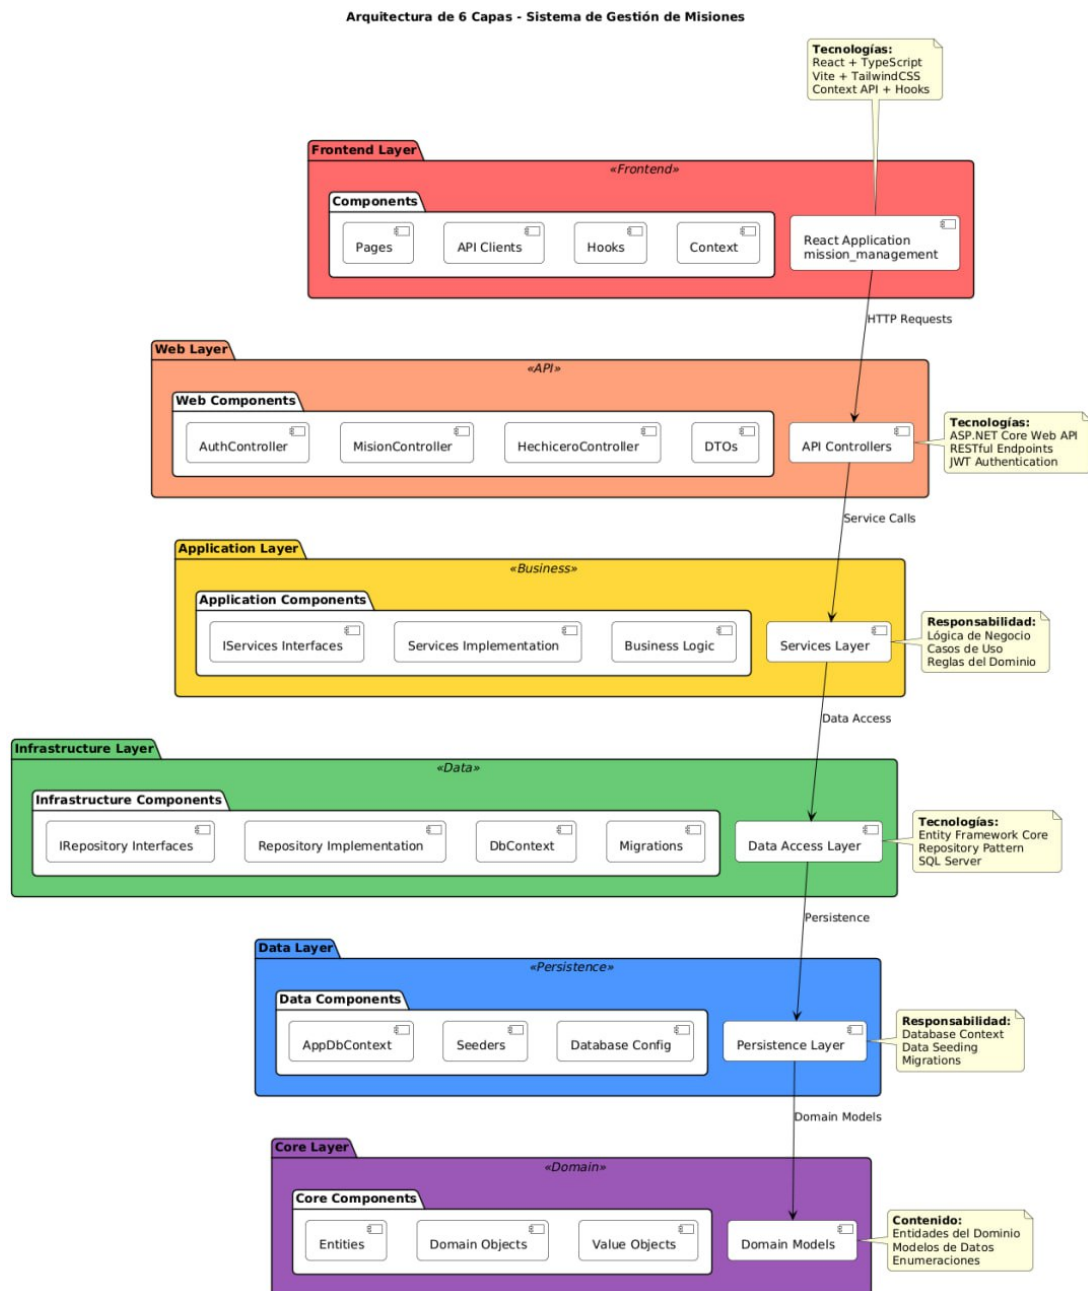 Arquitectura de 6 Capas - Sistema de Gestión de Misiones
Tecnologías:
React + TypeScript
Vite + TailwindCSS
Context API + Hooks
Frontend Layer
«Frontend»
Components
Pages
API Clients
Hooks
Context
React Application
mission_management
HTTP Requests
Web Layer
«API»
Web Components
AuthController
MisionController
HechiceroController
DTOs
API Controllers
Tecnologías:
ASP.NET Core Web API
RESTful Endpoints
JWT Authentication
Service Calls
Application Layer
«Business»
Application Components
IServices Interfaces
Services Implementation
Business Logic
Services Layer
Responsabilidad:
Lógica de Negocio
Casos de Uso
Reglas del Dominio
Data Access
Infrastructure Layer
«Data»
Infrastructure Components
IRepository Interfaces
Repository Implementation
DbContext
Migrations
Data Access Layer
Tecnologías:
Entity Framework Core
Repository Pattern
SQL Server
Persistence
Data Layer
«Persistence»
Data Components
AppDbContext
Seeders
Database Config
Persistence Layer
Responsabilidad:
Database Context
Data Seeding
Migrations
Domain Models
Core Layer
«Domain»
Core Components
Entities
Domain Objects
Value Objects
Domain Models
Contenido:
Entidades del Dominio
Modelos de Datos
Enumeraciones